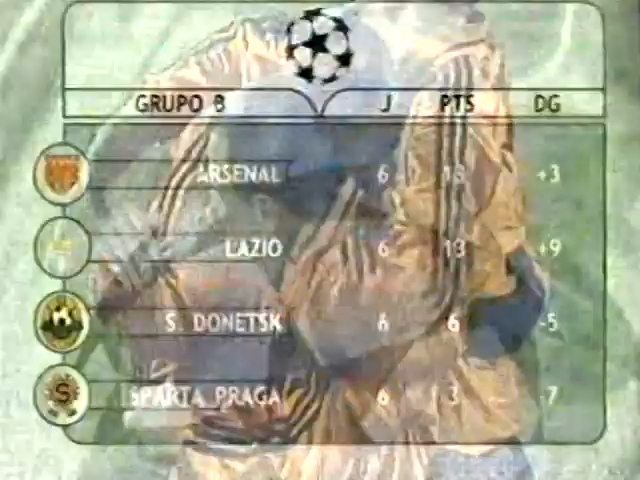 GRUPO B J PTS DG
ARSENAL 6 13 +3
LAZIO 6 13 +9
S. DONETSK 6 6 -5
SPARTA PRAGA 6 3 -7